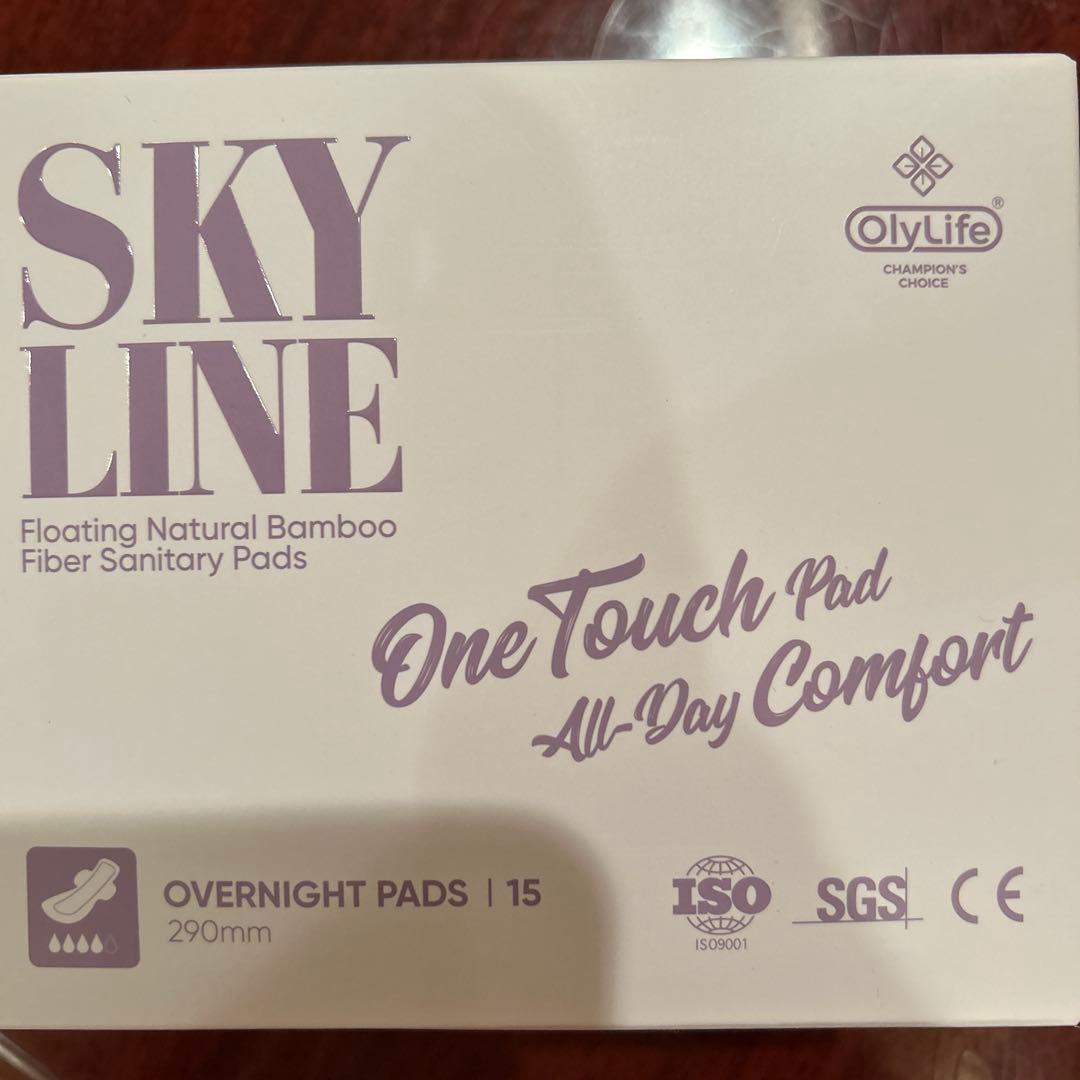 SKY
LINE
Floating Natural Bamboo
Fiber Sanitary Pads
OlyLife®
CHAMPION'S
CHOICE
One Touch Pad
All-Day Comfort
OVERNIGHT PADS | 15
290mm
ISO
ISO9001
SGS
CE